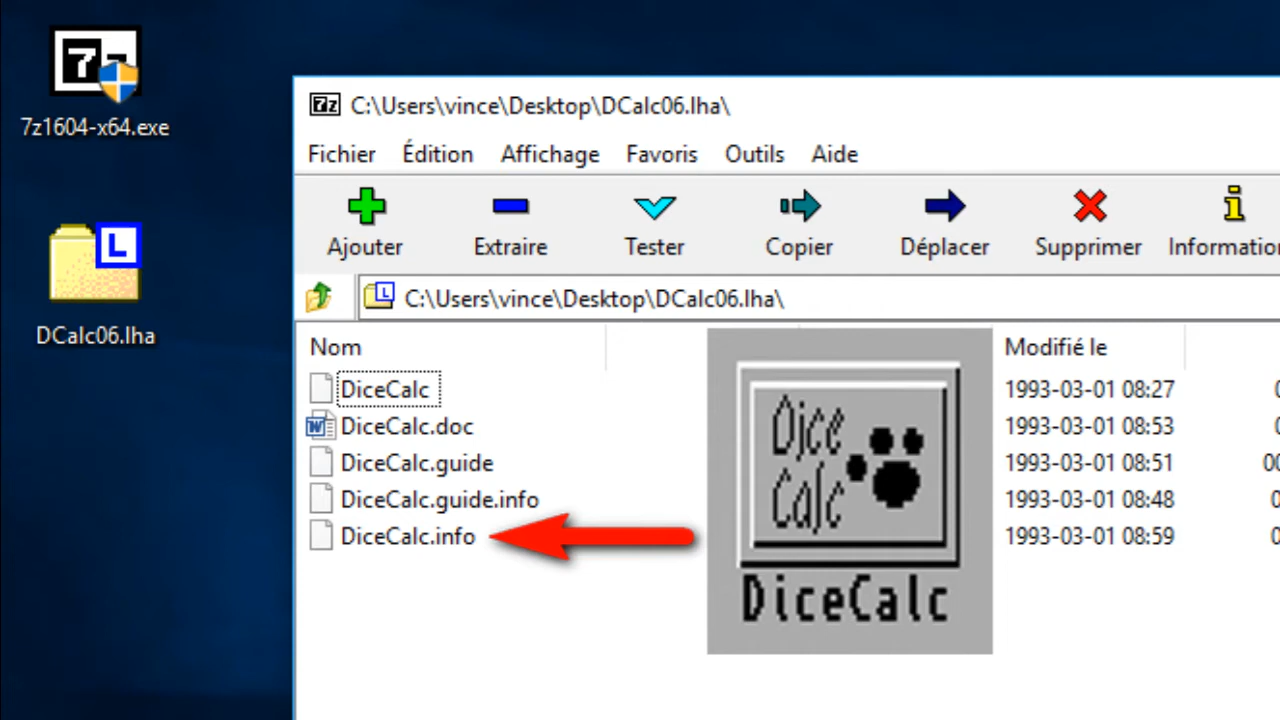 7z
7z1604-x64.exe
L
DCalc06.lha
7z C:\Users\vince\Desktop\DCalc06.lha\
Fichier Édition Affichage Favoris Outils Aide
Ajouter Extraire Tester Copier Déplacer Supprimer Information
L C:\Users\vince\Desktop\DCalc06.lha\
Nom Modifié le
DiceCalc 1993-03-01 08:27
DiceCalc.doc 1993-03-01 08:53
DiceCalc.guide 1993-03-01 08:51
DiceCalc.guide.info 1993-03-01 08:48
DiceCalc.info 1993-03-01 08:59
Dice
Calc
DiceCalc